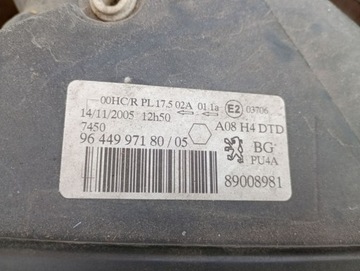 00HC/R PL 17.5 02A 01 1a E2 03706
14/11/2005 12h50 A08 H4 DTD
7450 BG
96 449 971 80 / 05 PU4A
89008981